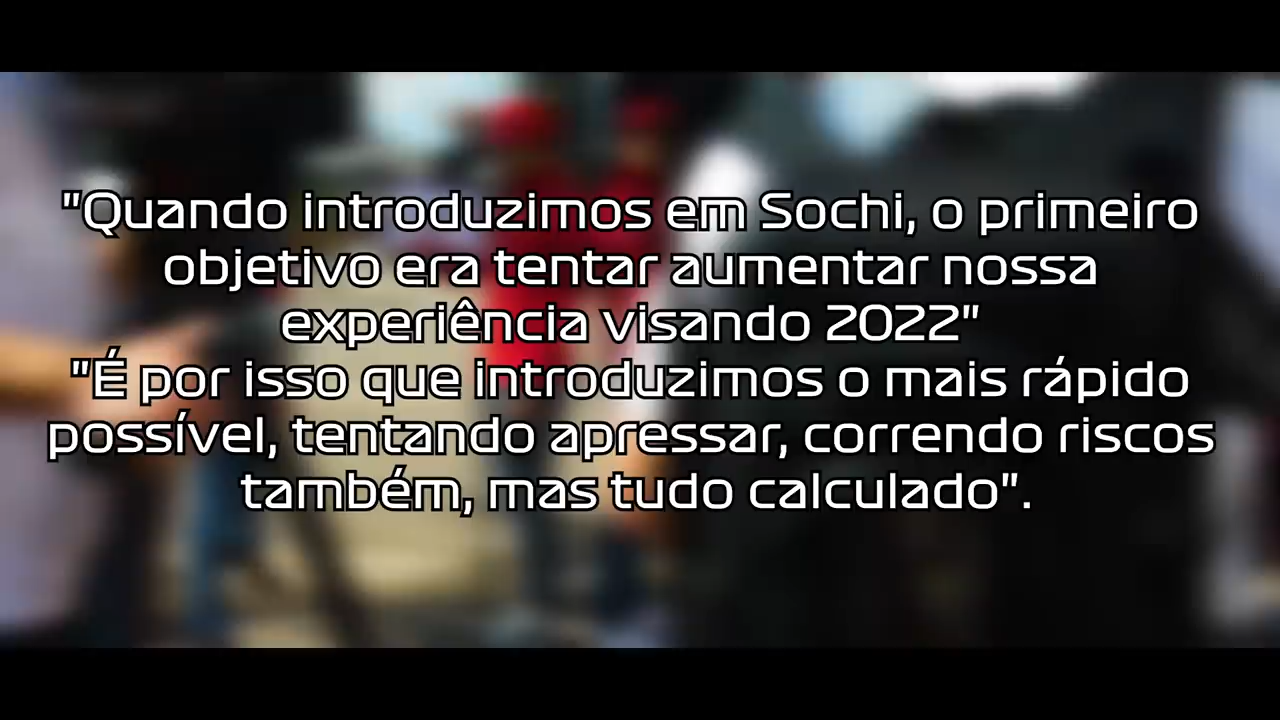 "Quando introduzimos em Sochi, o primeiro
objetivo era tentar aumentar nossa
experiência visando 2022"
"É por isso que introduzimos o mais rápido
possível, tentando apressar, correndo riscos
também, mas tudo calculado".